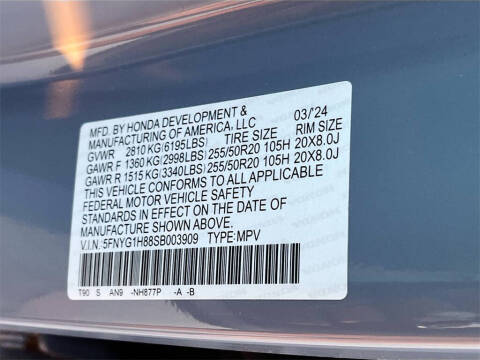 MFD. BY HONDA DEVELOPMENT & 03/'24
MANUFACTURING OF AMERICA, LLC
GVWR 2810 KG(6195LBS) TIRE SIZE RIM SIZE
GAWR F 1360 KG(2998LBS) 255/50R20 105H 20X8.0J
GAWR R 1515 KG(3340LBS) 255/50R20 105H 20X8.0J
THIS VEHICLE CONFORMS TO ALL APPLICABLE
FEDERAL MOTOR VEHICLE SAFETY
STANDARDS IN EFFECT ON THE DATE OF
MANUFACTURE SHOWN ABOVE.
V.I.N.:5FNYG1H88SB003909 TYPE:MPV
T90 S AN9 -NH877P -A -B